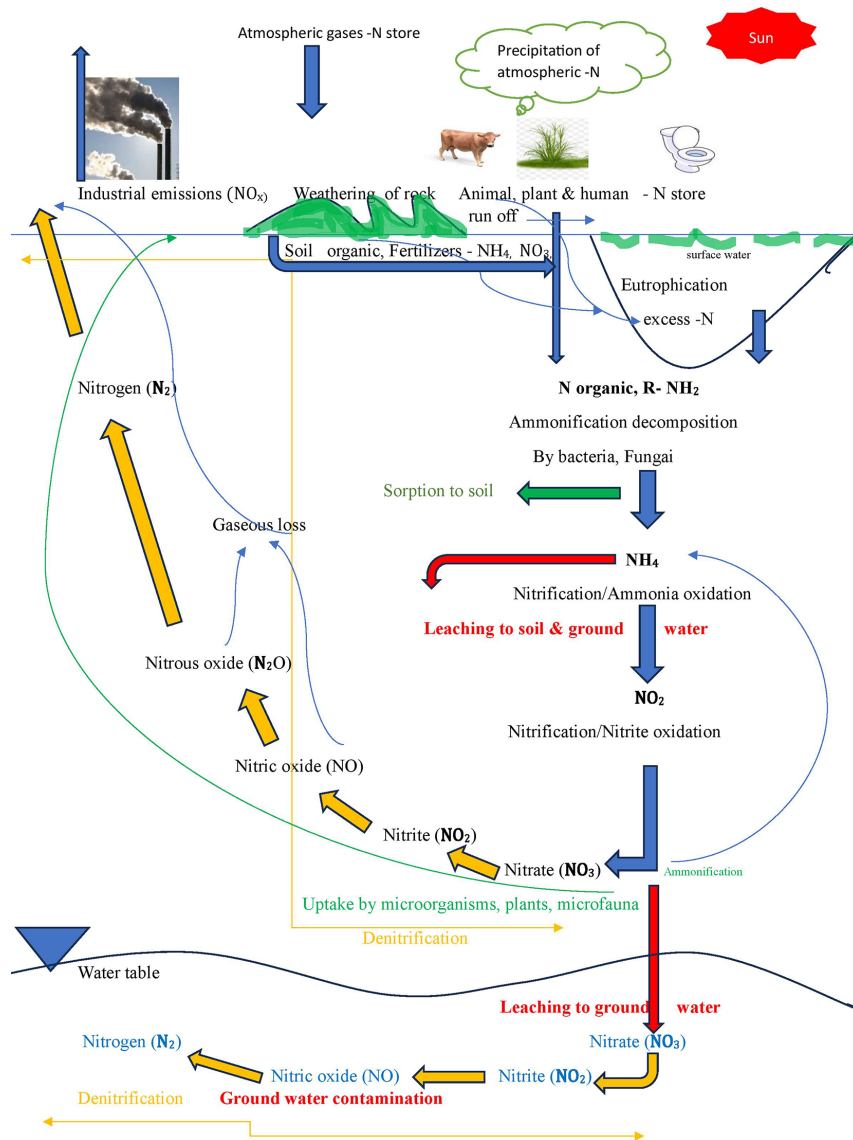 Atmospheric gases -N store
Precipitation of
atmospheric -N
Sun
Industrial emissions (NOₓ)
Weathering of rock
Animal, plant & human - N store
run off
Soil organic, Fertilizers - NH₄, NO₃,
surface water
Eutrophication
excess -N
Nitrogen (N₂)
N organic, R- NH₂
Ammonification decomposition
By bacteria, Fungai
Sorption to soil
Gaseous loss
NH₄
Nitrification/Ammonia oxidation
Leaching to soil & ground water
Nitrous oxide (N₂O)
NO₂
Nitrification/Nitrite oxidation
Nitric oxide (NO)
Nitrite (NO₂)
Nitrate (NO₃)
Ammonification
Uptake by microorganisms, plants, microfauna
Denitrification
Water table
Leaching to ground water
Nitrogen (N₂)
Nitrate (NO₃)
Nitric oxide (NO)
Nitrite (NO₂)
Denitrification
Ground water contamination